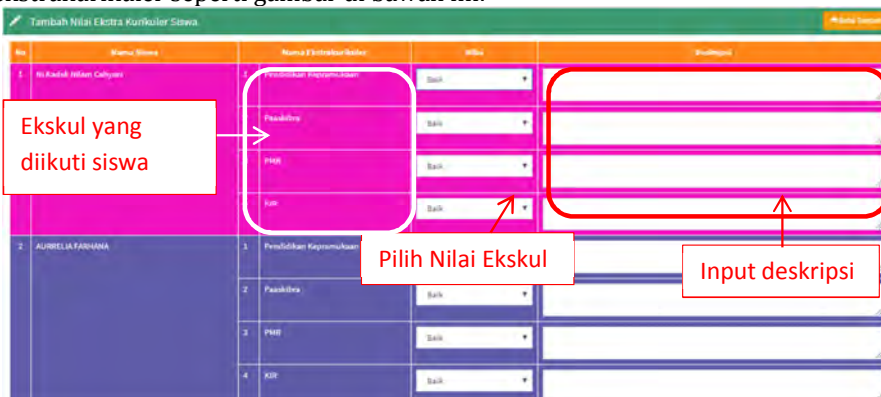 Tambah Nilai Ekstra Kurikuler Siswa
No Nama Siswa Nama Ekstrakurikuler Nilai Deskripsi
1 Ni Kadek Nilam Cahyani 1 Pendidikan Kepramukaan Baik
Paskibra Baik
PMR Baik
KIR Baik
Ekskul yang
diikuti siswa
Pilih Nilai Ekskul
Input deskripsi
2 AURRELIA FARHANA 1 Pendidikan Kepramukaan
2 Paskibra Baik
3 PMR Baik
4 KIR Baik